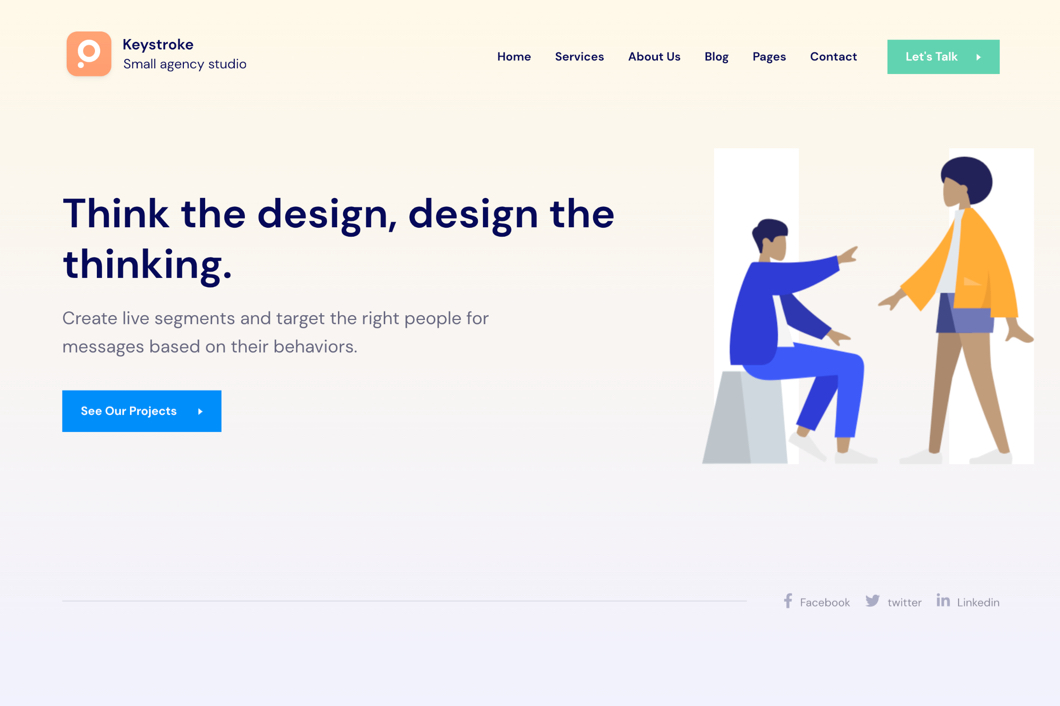 Keystroke
Small agency studio
Home Services About Us Blog Pages Contact Let's Talk
Think the design, design the
thinking.
Create live segments and target the right people for
messages based on their behaviors.
See Our Projects
Facebook twitter Linkedin